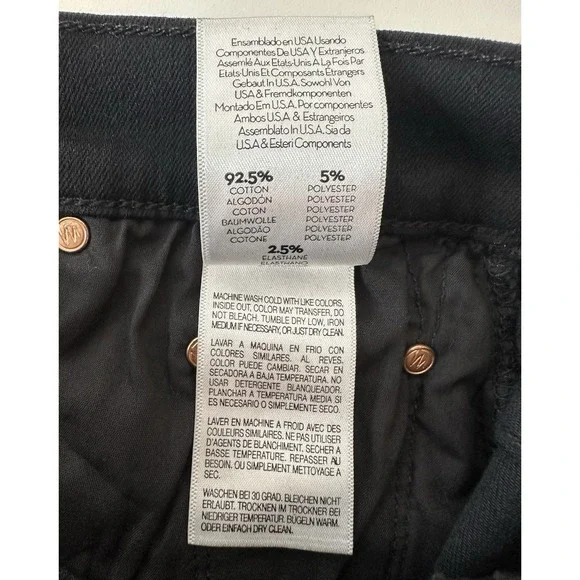 Ensamblado en USA Usando
Componentes De USA Y Extranjeros
Assemlé Aux Etats-Unis A La Fois Par
Etats-Unis Et Composants Etrangers
Gebaut In U.S.A. Sowohl Von
USA & Fremdkomponenten
Montado Em U.S.A. Por componentes
Ambos USA & Estrangeiros
Assemblato In U.S. Sia da
U.S.A & Esteri Components
92.5% 5%
COTTON POLYESTER
ALGODÓN POLYESTER
COTON POLYESTER
BAUMWOLLE POLYESTER
ALGODÃO POLYESTER
COTONE POLYESTER
2.5%
ELASTHANE
ELASTHANO
MACHINE WASH COLD WITH LIKE COLORS,
INSIDE OUT, COLOR MAY TRANSFER, DO
NOT BLEACH. TUMBLE DRY LOW, IRON
MEDIUM IF NECESSARY, OR JUST DRY CLEAN.
LAVAR A MAQUINA EN FRIO CON
COLORES SIMILARES. AL REVES.
COLOR PUEDE CAMBIAR. SECAR EN
SECADORA A BAJA TEMPERATURA. NO
USAR DETERGENTE BLANQUEADOR.
PLANCHAR A TEMPERATURA MEDIA SI
ES NECESARIO O SIMPLEMENTE SECO.
LAVER EN MACHINE A FROID AVEC DES
COULEURS SIMILAIRES. NE PAS UTILISER
D'AGENTS DE BLANCHIMENT. SECHER A
BASSE TEMPERATURE. REPASSER AU
BESOIN. OU SIMPLEMENT METTOYAGE A
SEC.
WASCHEN BEI 30 GRAD. BLEICHEN NICHT
ERLAUBT. TROCKNEN IM TROCKNER BEI
NIEDRIGER TEMPERATUR. BÜGELN WARM
ODER EINFACH DRY CLEAN.